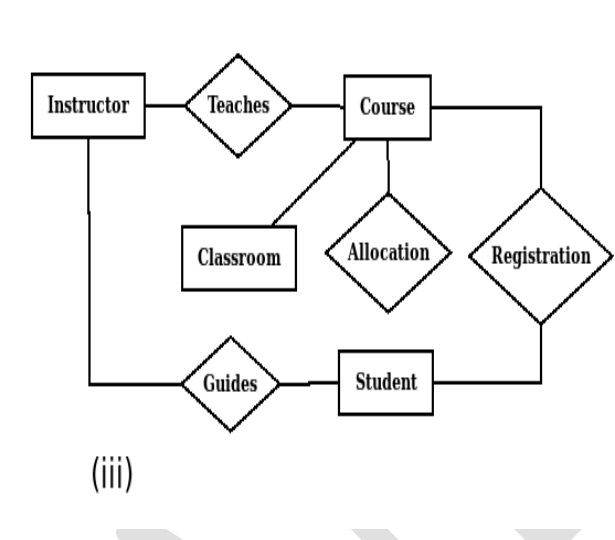 Instructor
Teaches
Course
Classroom
Allocation
Registration
Guides
Student
(iii)